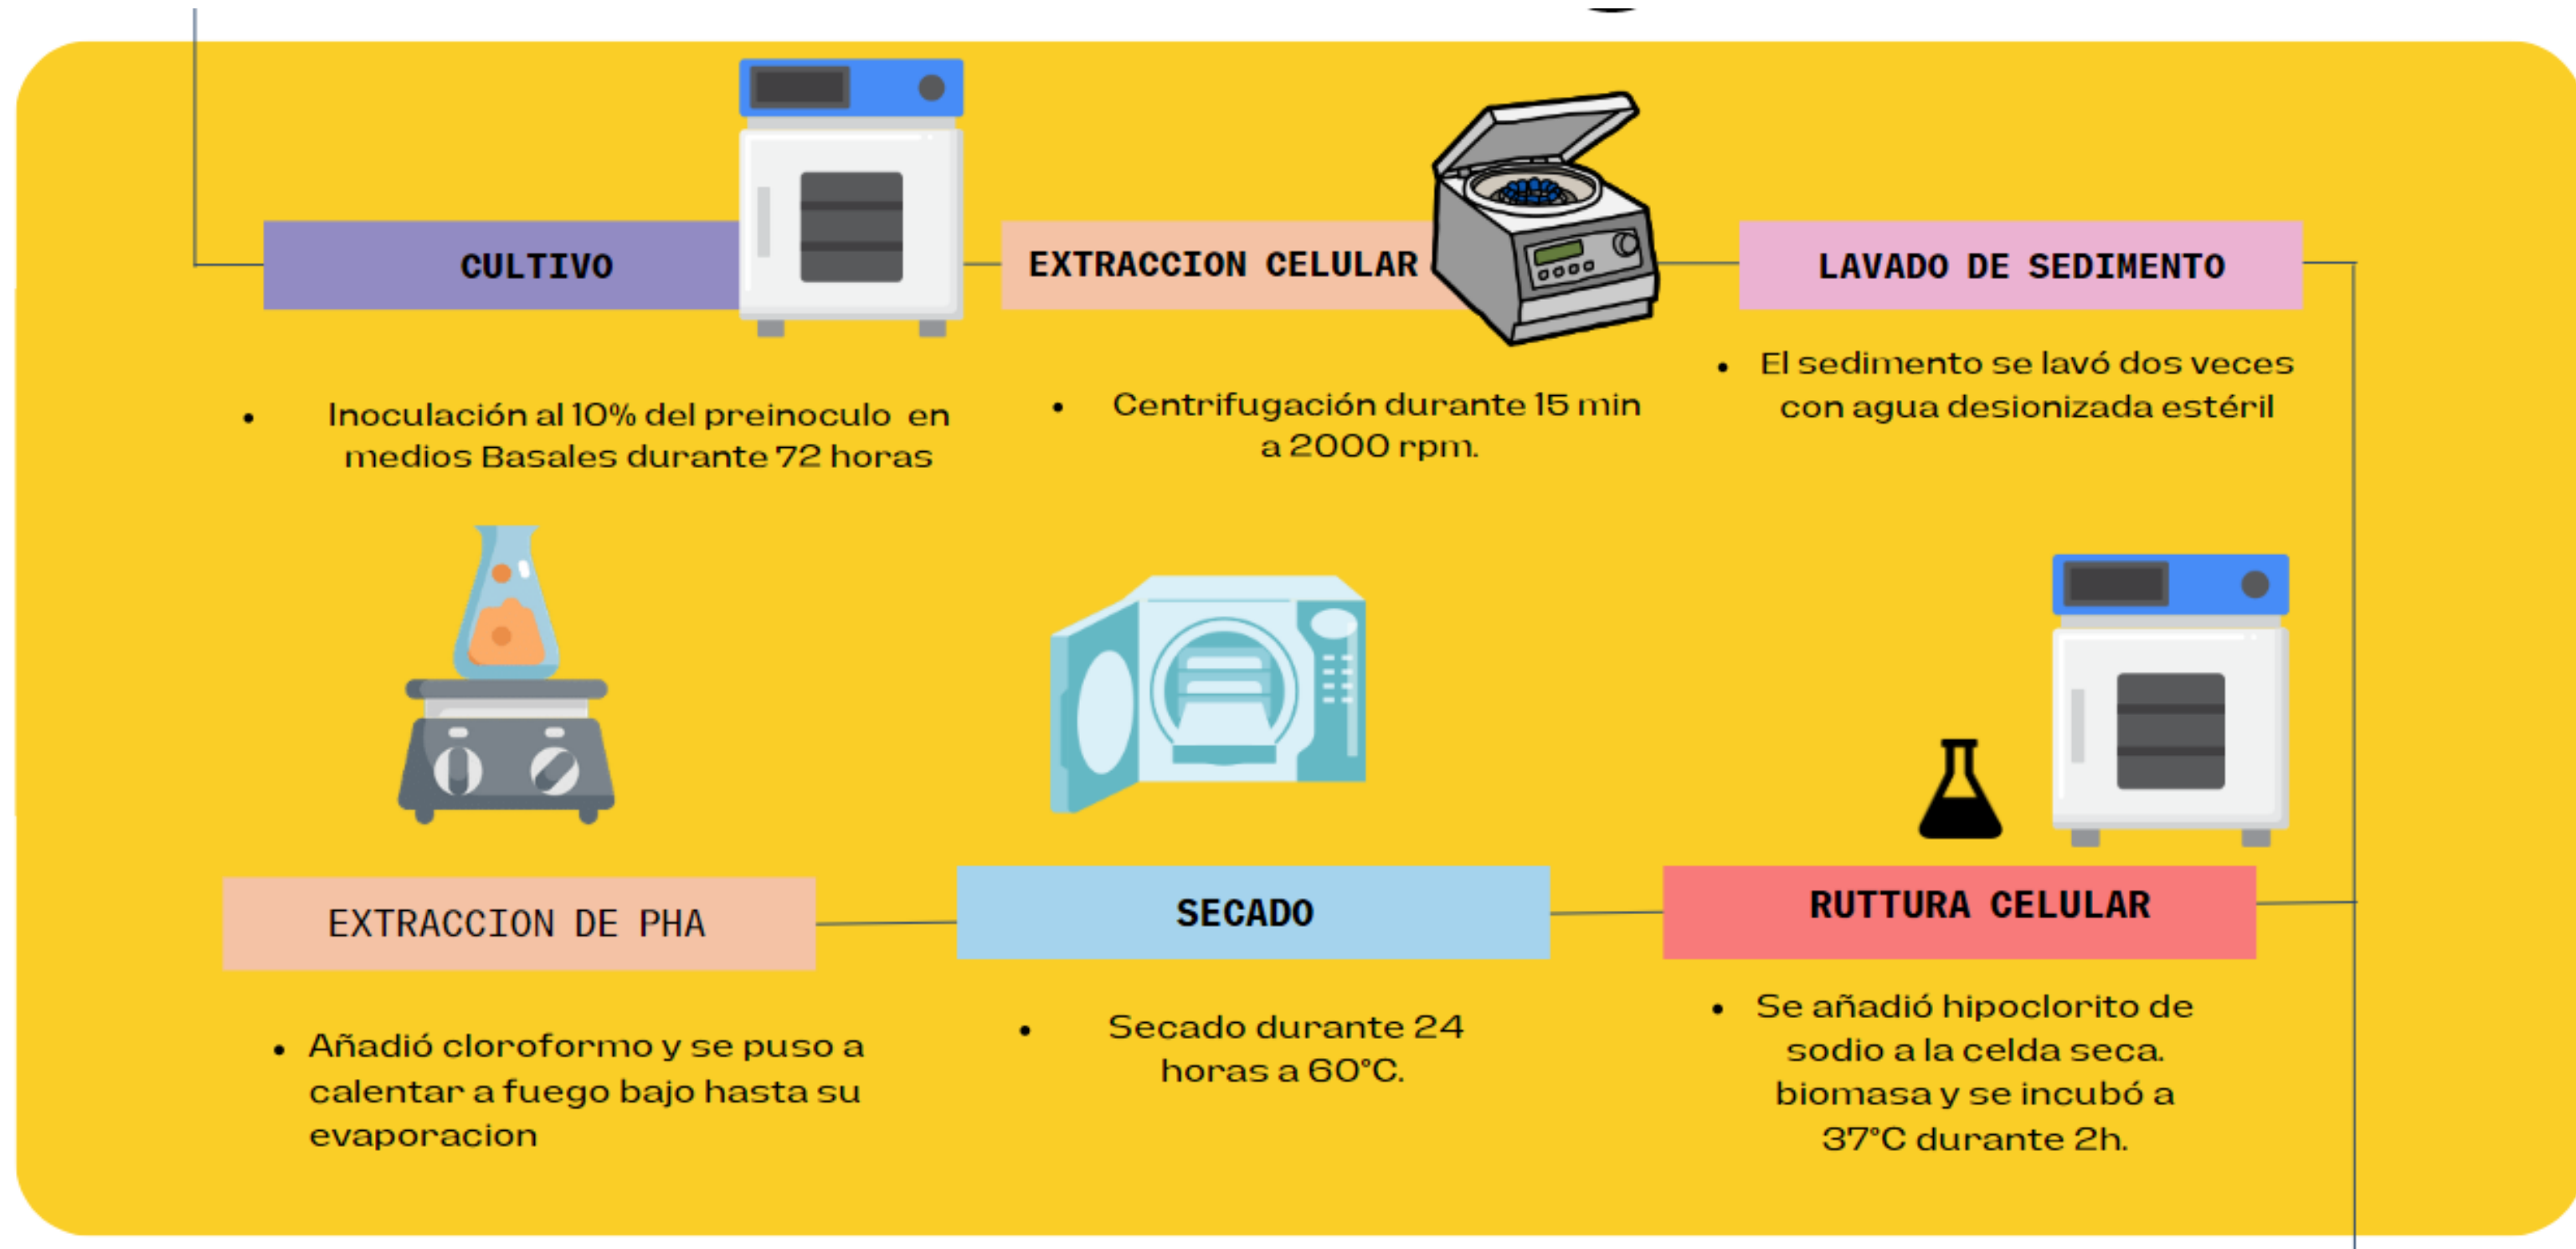 CULTIVO
• Inoculación al 10% del preinoculo en
medios Basales durante 72 horas
EXTRACCION CELULAR
• Centrifugación durante 15 min
a 2000 rpm.
LAVADO DE SEDIMENTO
• El sedimento se lavó dos veces
con agua desionizada estéril
EXTRACCION DE PHA
• Añadió cloroformo y se puso a
calentar a fuego bajo hasta su
evaporacion
SECADO
• Secado durante 24
horas a 60°C.
RUTTURA CELULAR
• Se añadió hipoclorito de
sodio a la celda seca.
biomasa y se incubó a
37°C durante 2h.